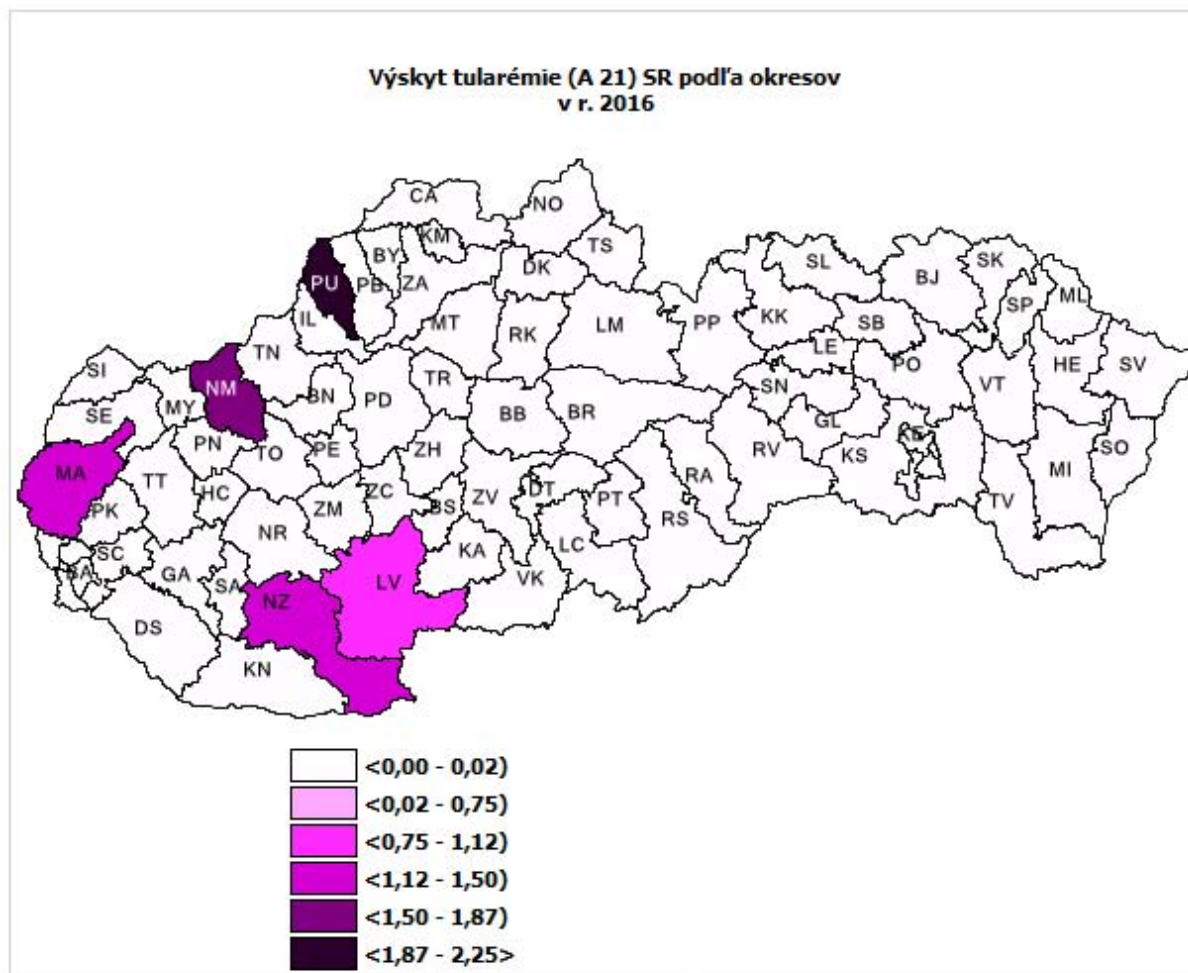 Výskyt tularémie (A 21) SR podľa okresov
v r. 2016
CA
NO
KM
TS
BY
DK
SL
SK
PU
PB
ZA
BJ
ML
SP
IL
MT
RK
LM
PP
KK
SB
TN
LE
PO
HE
SV
SI
NM
TR
SN
VT
MY
BN
PD
BB
BR
SE
GL
PN
TO
PE
ZH
RV
KE
SO
MA
TT
KS
MI
HC
ZC
DT
RA
PK
ZM
BS
ZV
PT
TV
NR
RS
SC
KA
LC
BA
GA
SA
LV
VK
NZ
DS
KN
<0,00 - 0,02)
<0,02 - 0,75)
<0,75 - 1,12)
<1,12 - 1,50)
<1,50 - 1,87)
<1,87 - 2,25>